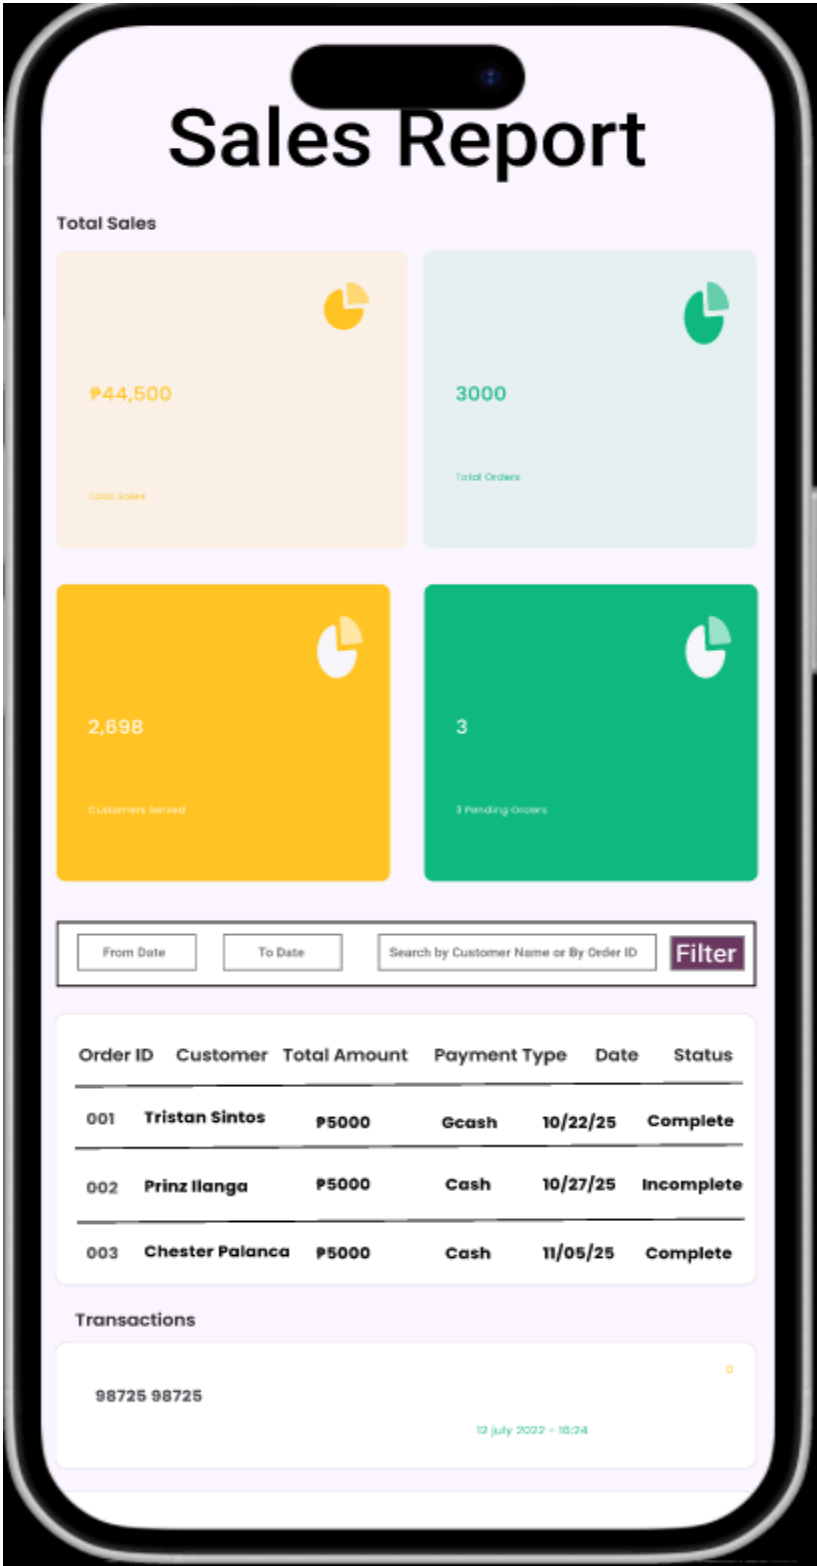 Sales Report
Total Sales
₱44,500
Total Sales
3000
Total Orders
2,698
Customers Served
3
3 Pending Orders
From Date To Date Search by Customer Name or By Order ID Filter
Order ID Customer Total Amount Payment Type Date Status
001 Tristan Sintos ₱5000 Gcash 10/22/25 Complete
002 Prinz Ilanga ₱5000 Cash 10/27/25 Incomplete
003 Chester Palanca ₱5000 Cash 11/05/25 Complete
Transactions
0
98725 98725
12 july 2022 - 16:24